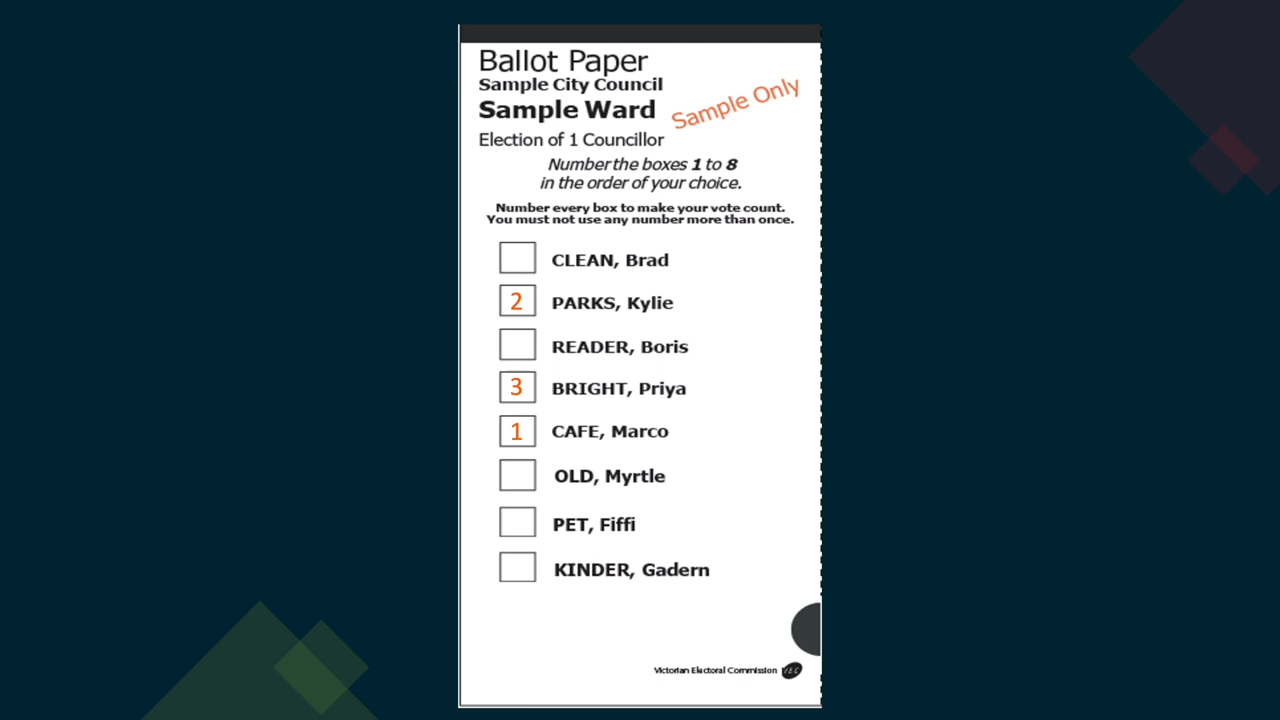 Ballot Paper
Sample City Council
Sample Ward
Sample Only
Election of 1 Councillor
Number the boxes 1 to 8
in the order of your choice.
Number every box to make your vote count.
You must not use any number more than once.
CLEAN, Brad
2 PARKS, Kylie
READER, Boris
3 BRIGHT, Priya
1 CAFE, Marco
OLD, Myrtle
PET, Fiffi
KINDER, Gadern
Victorian Electoral Commission VEC